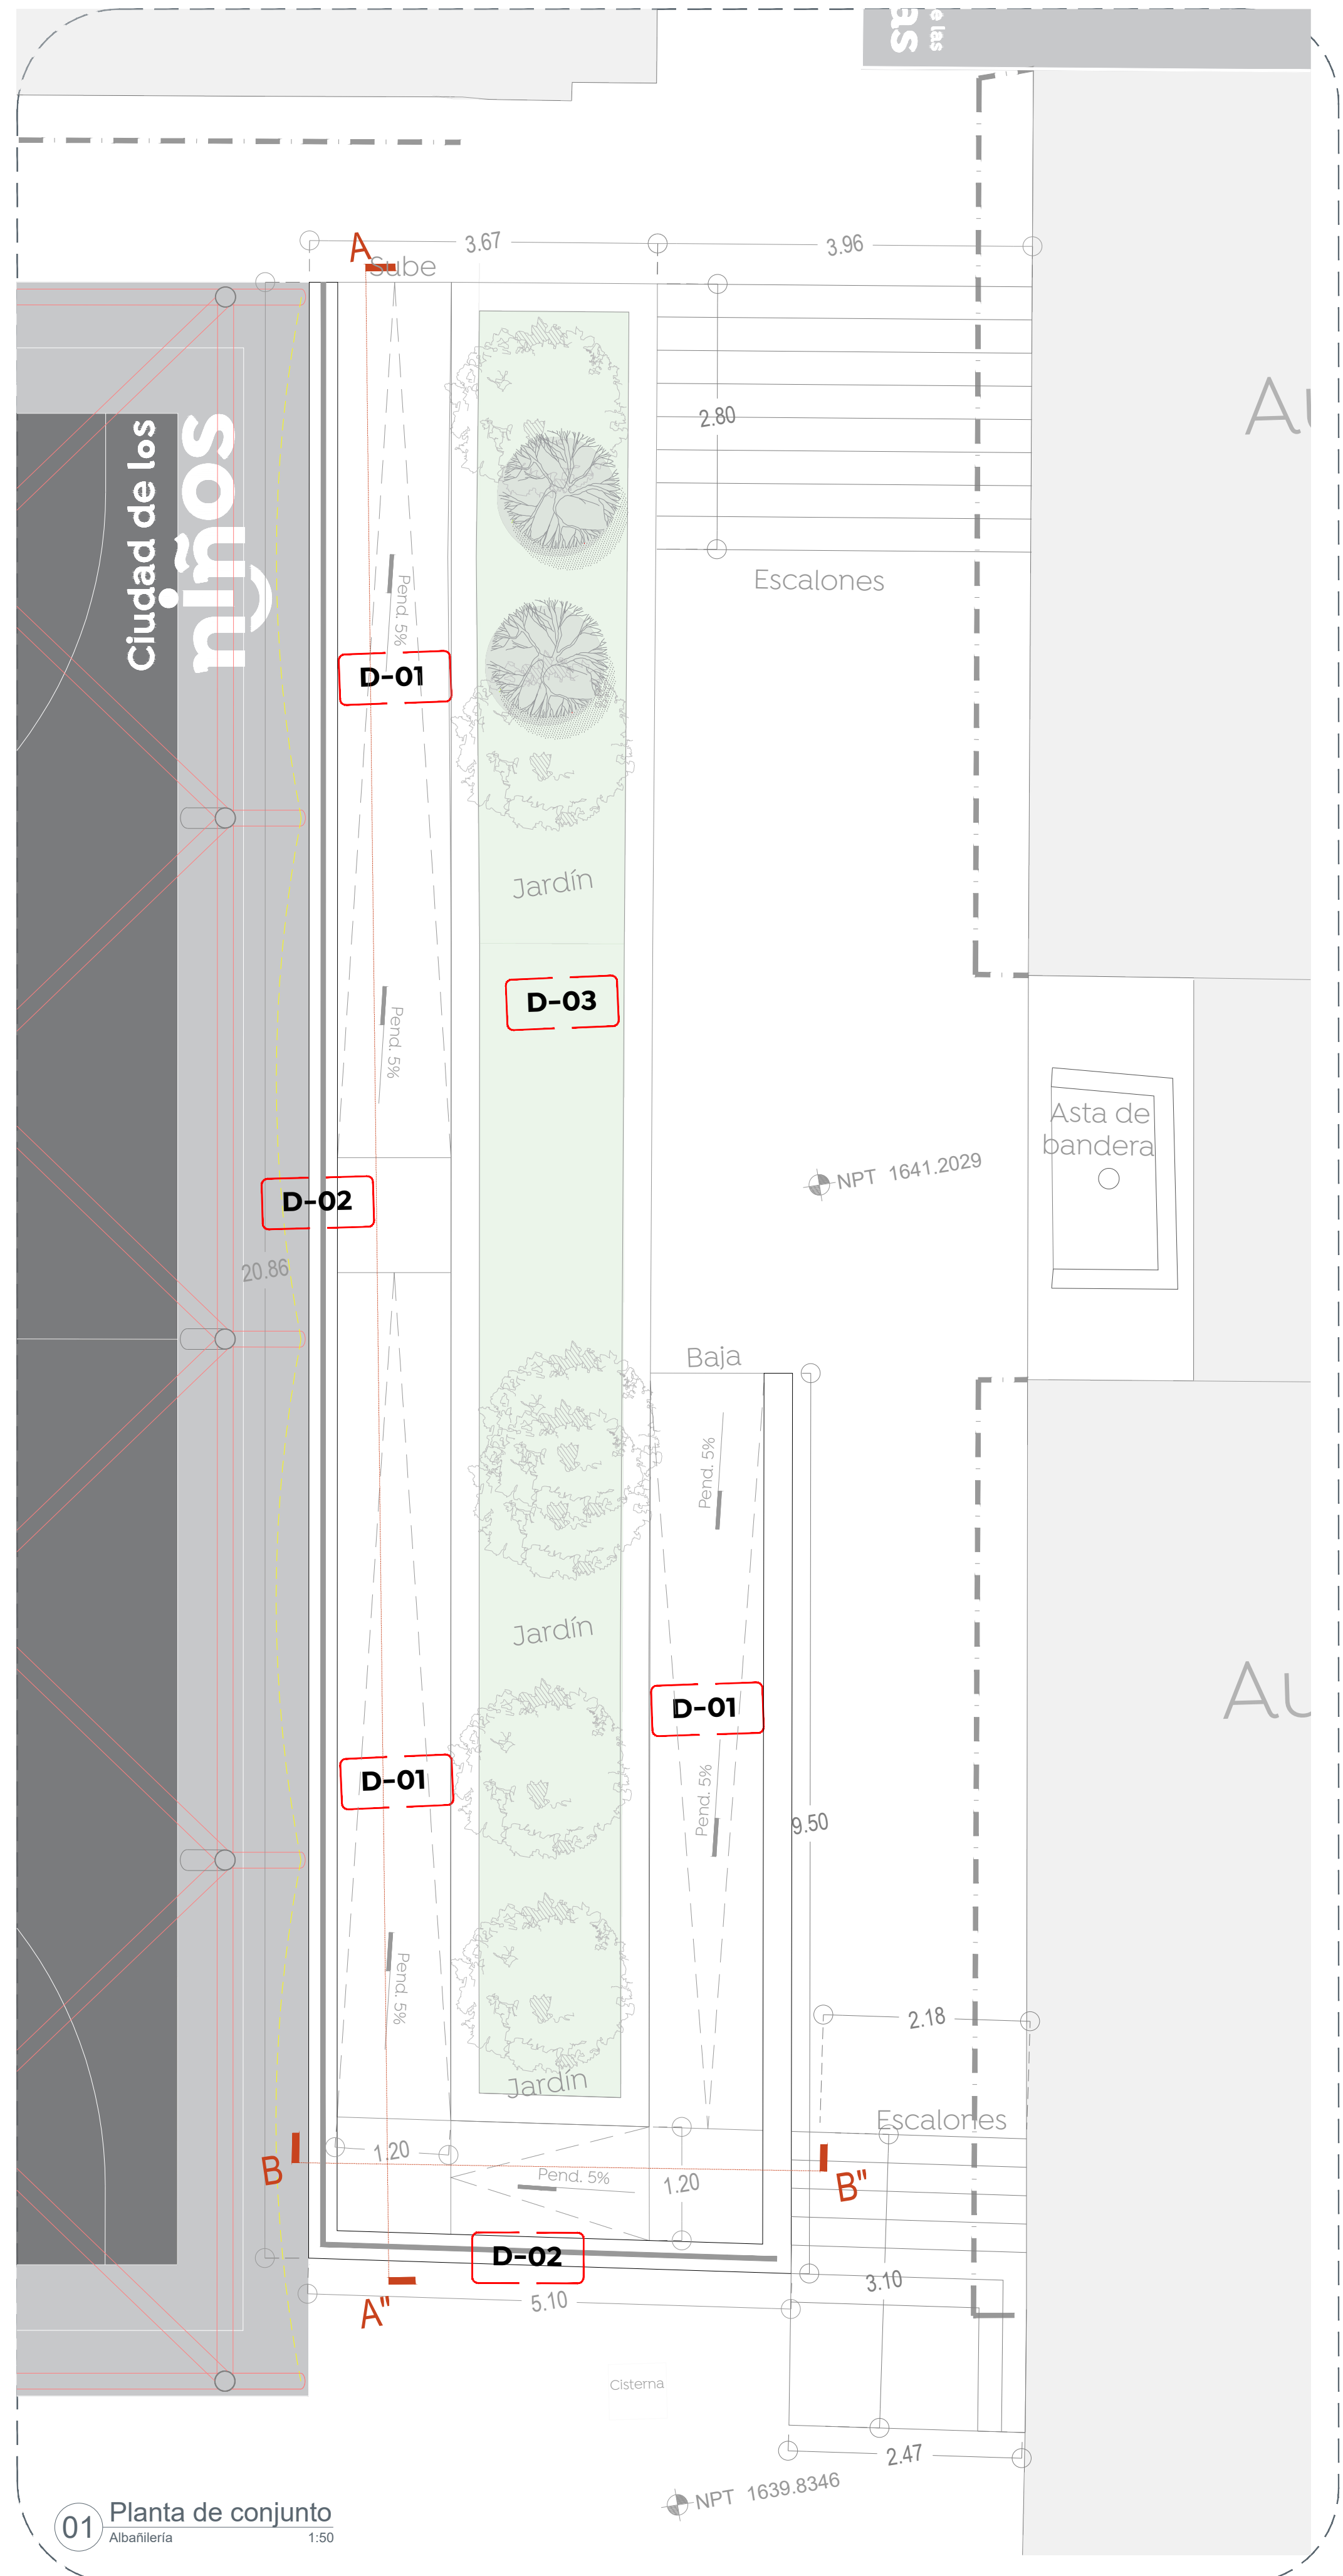 as
e las
3.67
3.96
A
Sube
2.80
Au
Ciudad de los
niños
Escalones
Pend. 5%
D-01
Jardín
D-03
Pend. 5%
Asta de
bandera
NPT 1641.2029
D-02
20.86
Baja
Pend. 5%
Jardín
Au
D-01
D-01
Pend. 5%
9.50
Pend. 5%
2.18
Jardín
Escalones
1.20
B
Pend. 5%
1.20
B"
D-02
3.10
A"
5.10
Cisterna
2.47
NPT 1639.8346
01
Planta de conjunto
Albañilería
1:50